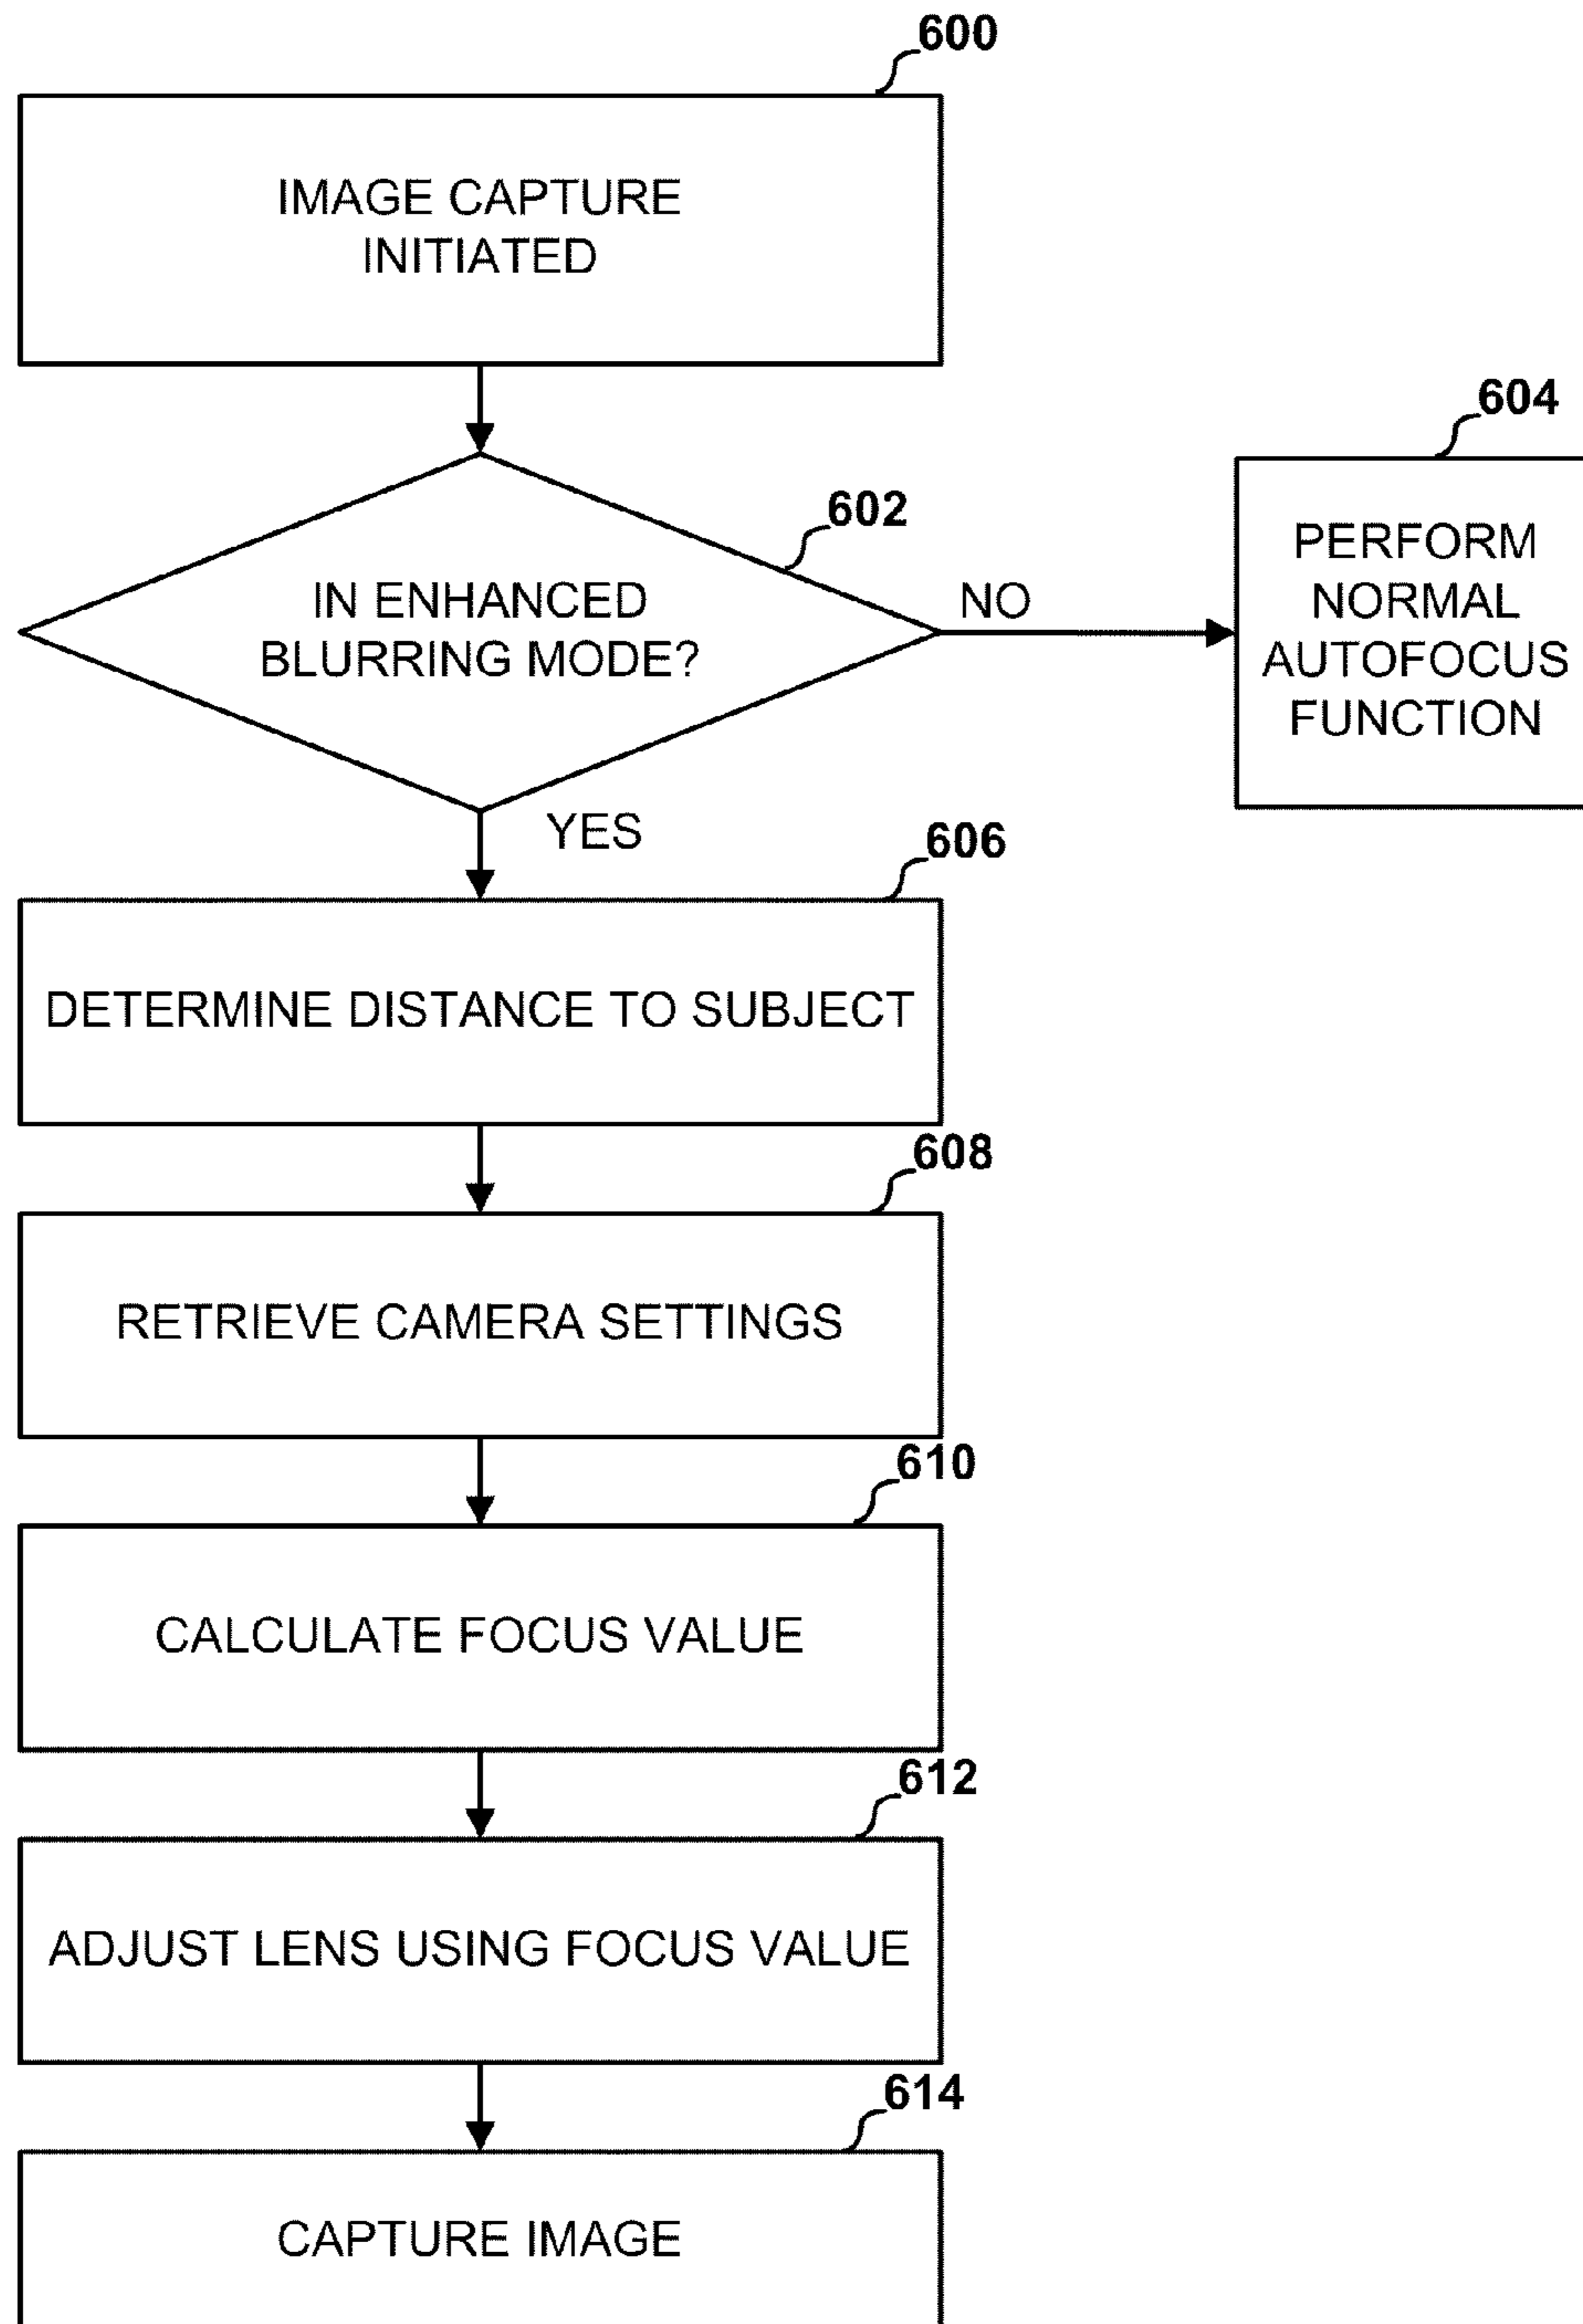 600
IMAGE CAPTURE
INITIATED
602
IN ENHANCED
BLURRING MODE?
NO
604
PERFORM
NORMAL
AUTOFOCUS
FUNCTION
YES
606
DETERMINE DISTANCE TO SUBJECT
608
RETRIEVE CAMERA SETTINGS
610
CALCULATE FOCUS VALUE
612
ADJUST LENS USING FOCUS VALUE
614
CAPTURE IMAGE